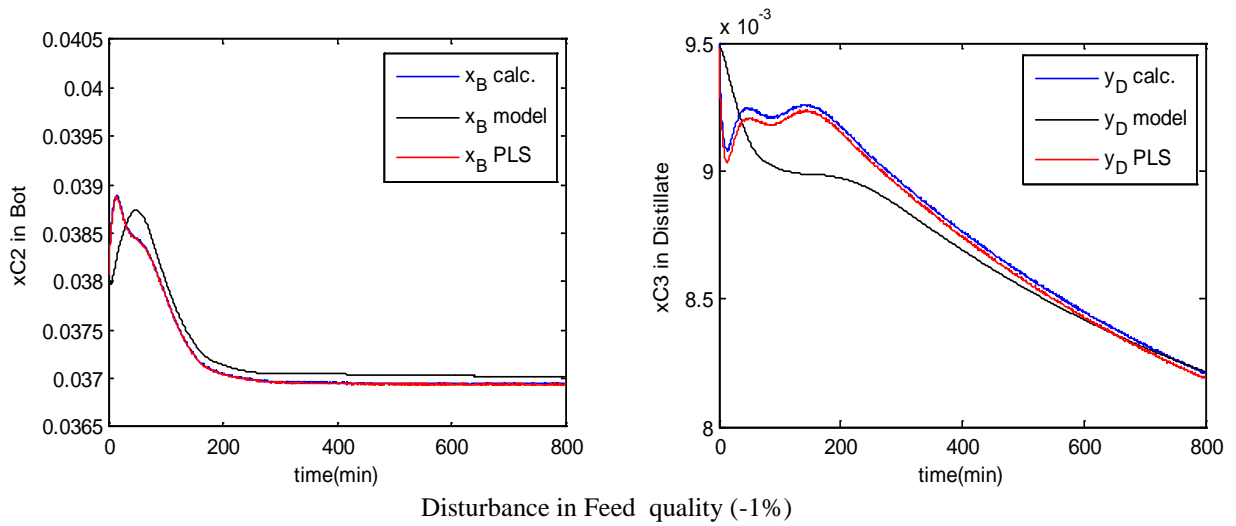 0.0405
0.04
0.0395
0.039
0.0385
0.038
0.0375
0.037
0.0365
xC2 in Bot
x_B calc.
x_B model
x_B PLS
0 200 400 600 800
time(min)
x 10^-3
9.5
9
8.5
8
xC3 in Distillate
y_D calc.
y_D model
y_D PLS
0 200 400 600 800
time(min)
Disturbance in Feed quality (-1%)